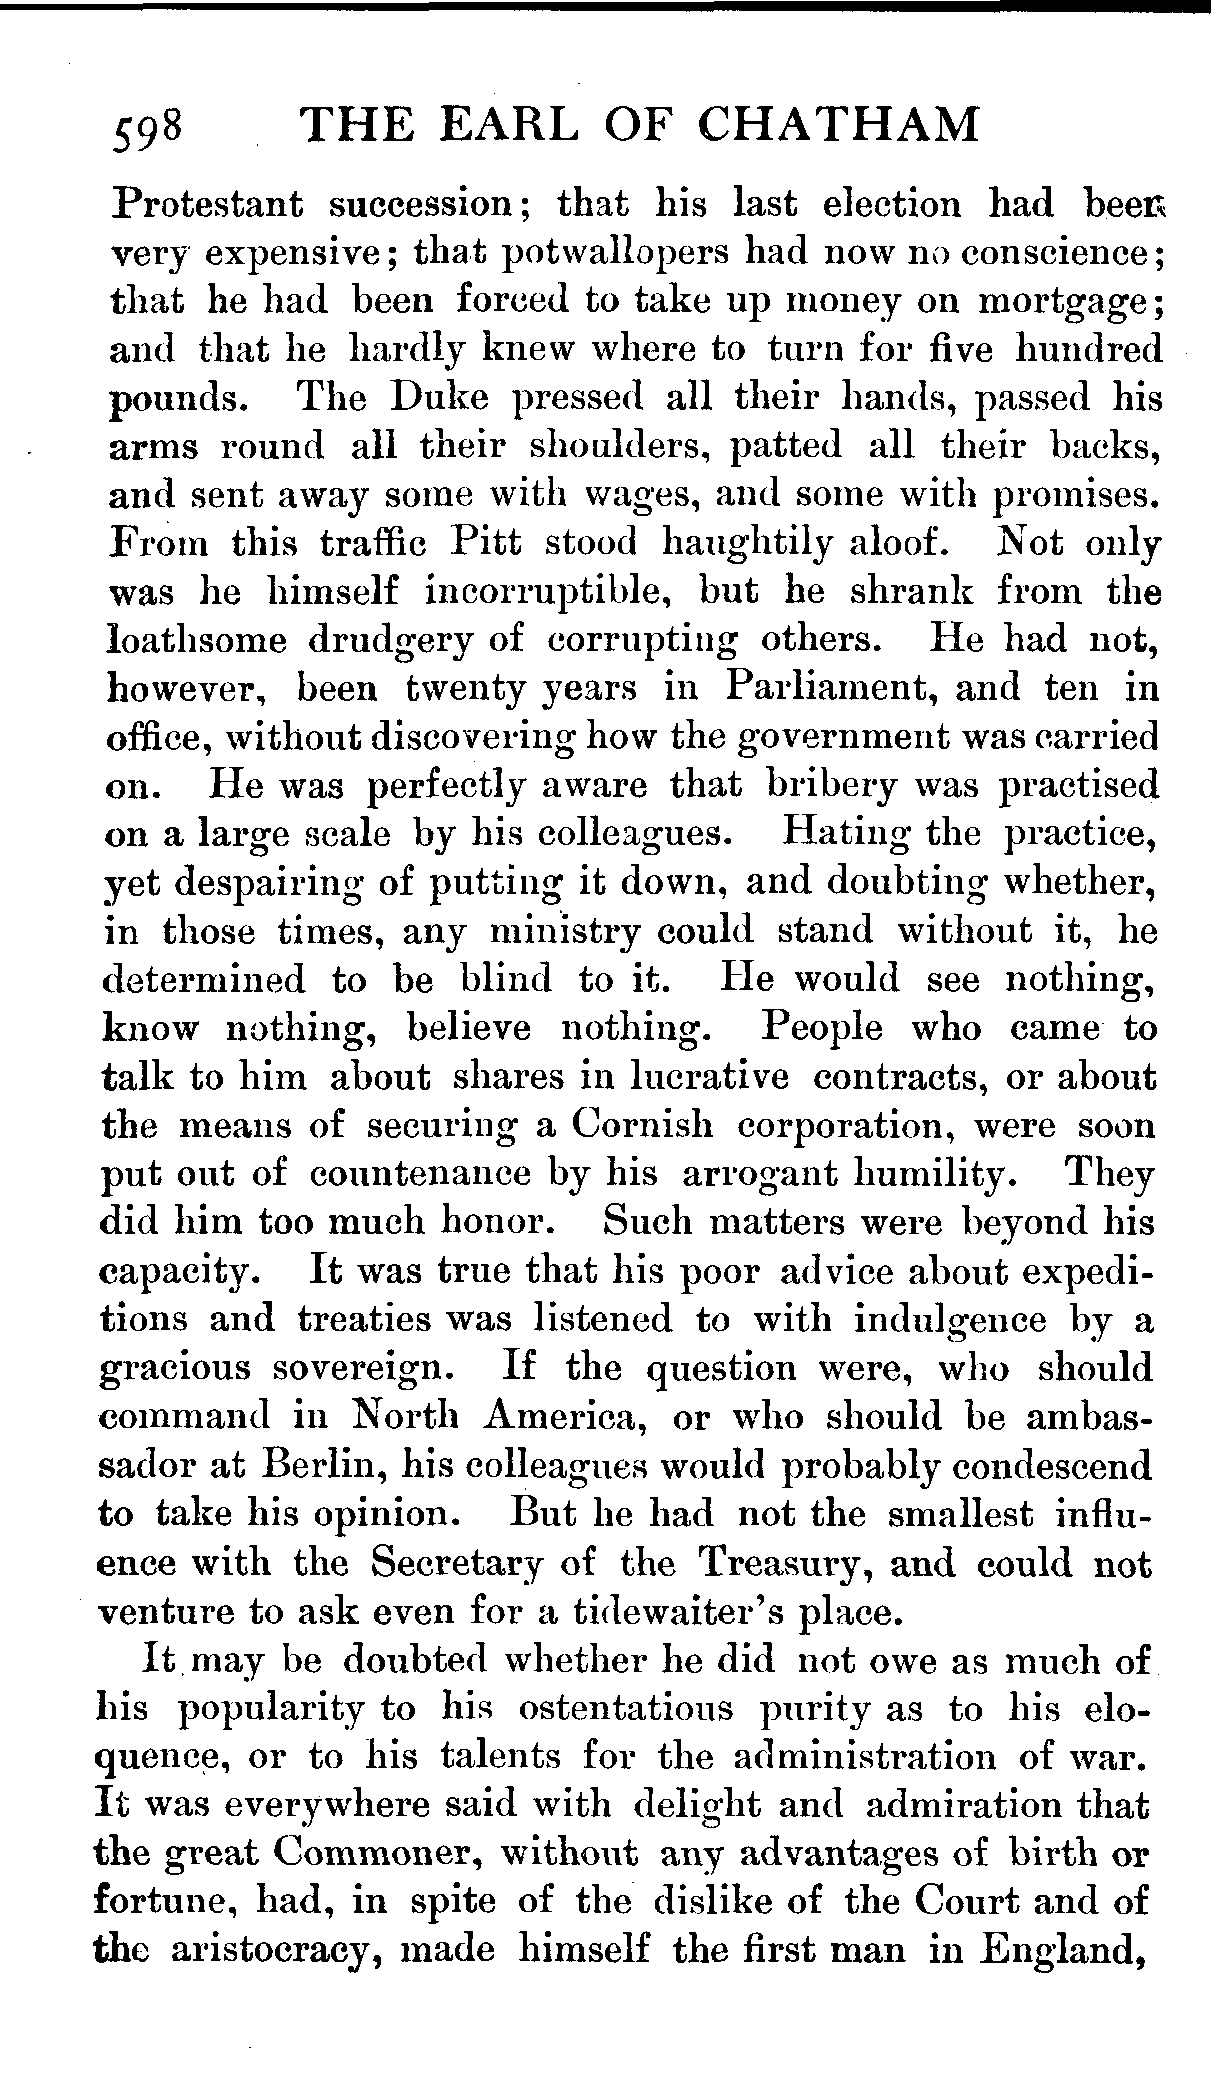 598 THE EARL OF CHATHAM
Protestant succession; that his last election had been
very expensive; that potwallopers had now no conscience;
that he had been forced to take up money on mortgage;
and that he hardly knew where to turn for five hundred
pounds. The Duke pressed all their hands, passed his
arms round all their shoulders, patted all their backs,
and sent away some with wages, and some with promises.
From this traffic Pitt stood haughtily aloof. Not only
was he himself incorruptible, but he shrank from the
loathsome drudgery of corrupting others. He had not,
however, been twenty years in Parliament, and ten in
office, without discovering how the government was carried
on. He was perfectly aware that bribery was practised
on a large scale by his colleagues. Hating the practice,
yet despairing of putting it down, and doubting whether,
in those times, any ministry could stand without it, he
determined to be blind to it. He would see nothing,
know nothing, believe nothing. People who came to
talk to him about shares in lucrative contracts, or about
the means of securing a Cornish corporation, were soon
put out of countenance by his arrogant humility. They
did him too much honor. Such matters were beyond his
capacity. It was true that his poor advice about expedi-
tions and treaties was listened to with indulgence by a
gracious sovereign. If the question were, who should
command in North America, or who should be ambas-
sador at Berlin, his colleagues would probably condescend
to take his opinion. But he had not the smallest influ-
ence with the Secretary of the Treasury, and could not
venture to ask even for a tidewaiter's place.
It may be doubted whether he did not owe as much of
his popularity to his ostentatious purity as to his elo-
quence, or to his talents for the administration of war.
It was everywhere said with delight and admiration that
the great Commoner, without any advantages of birth or
fortune, had, in spite of the dislike of the Court and of
the aristocracy, made himself the first man in England,